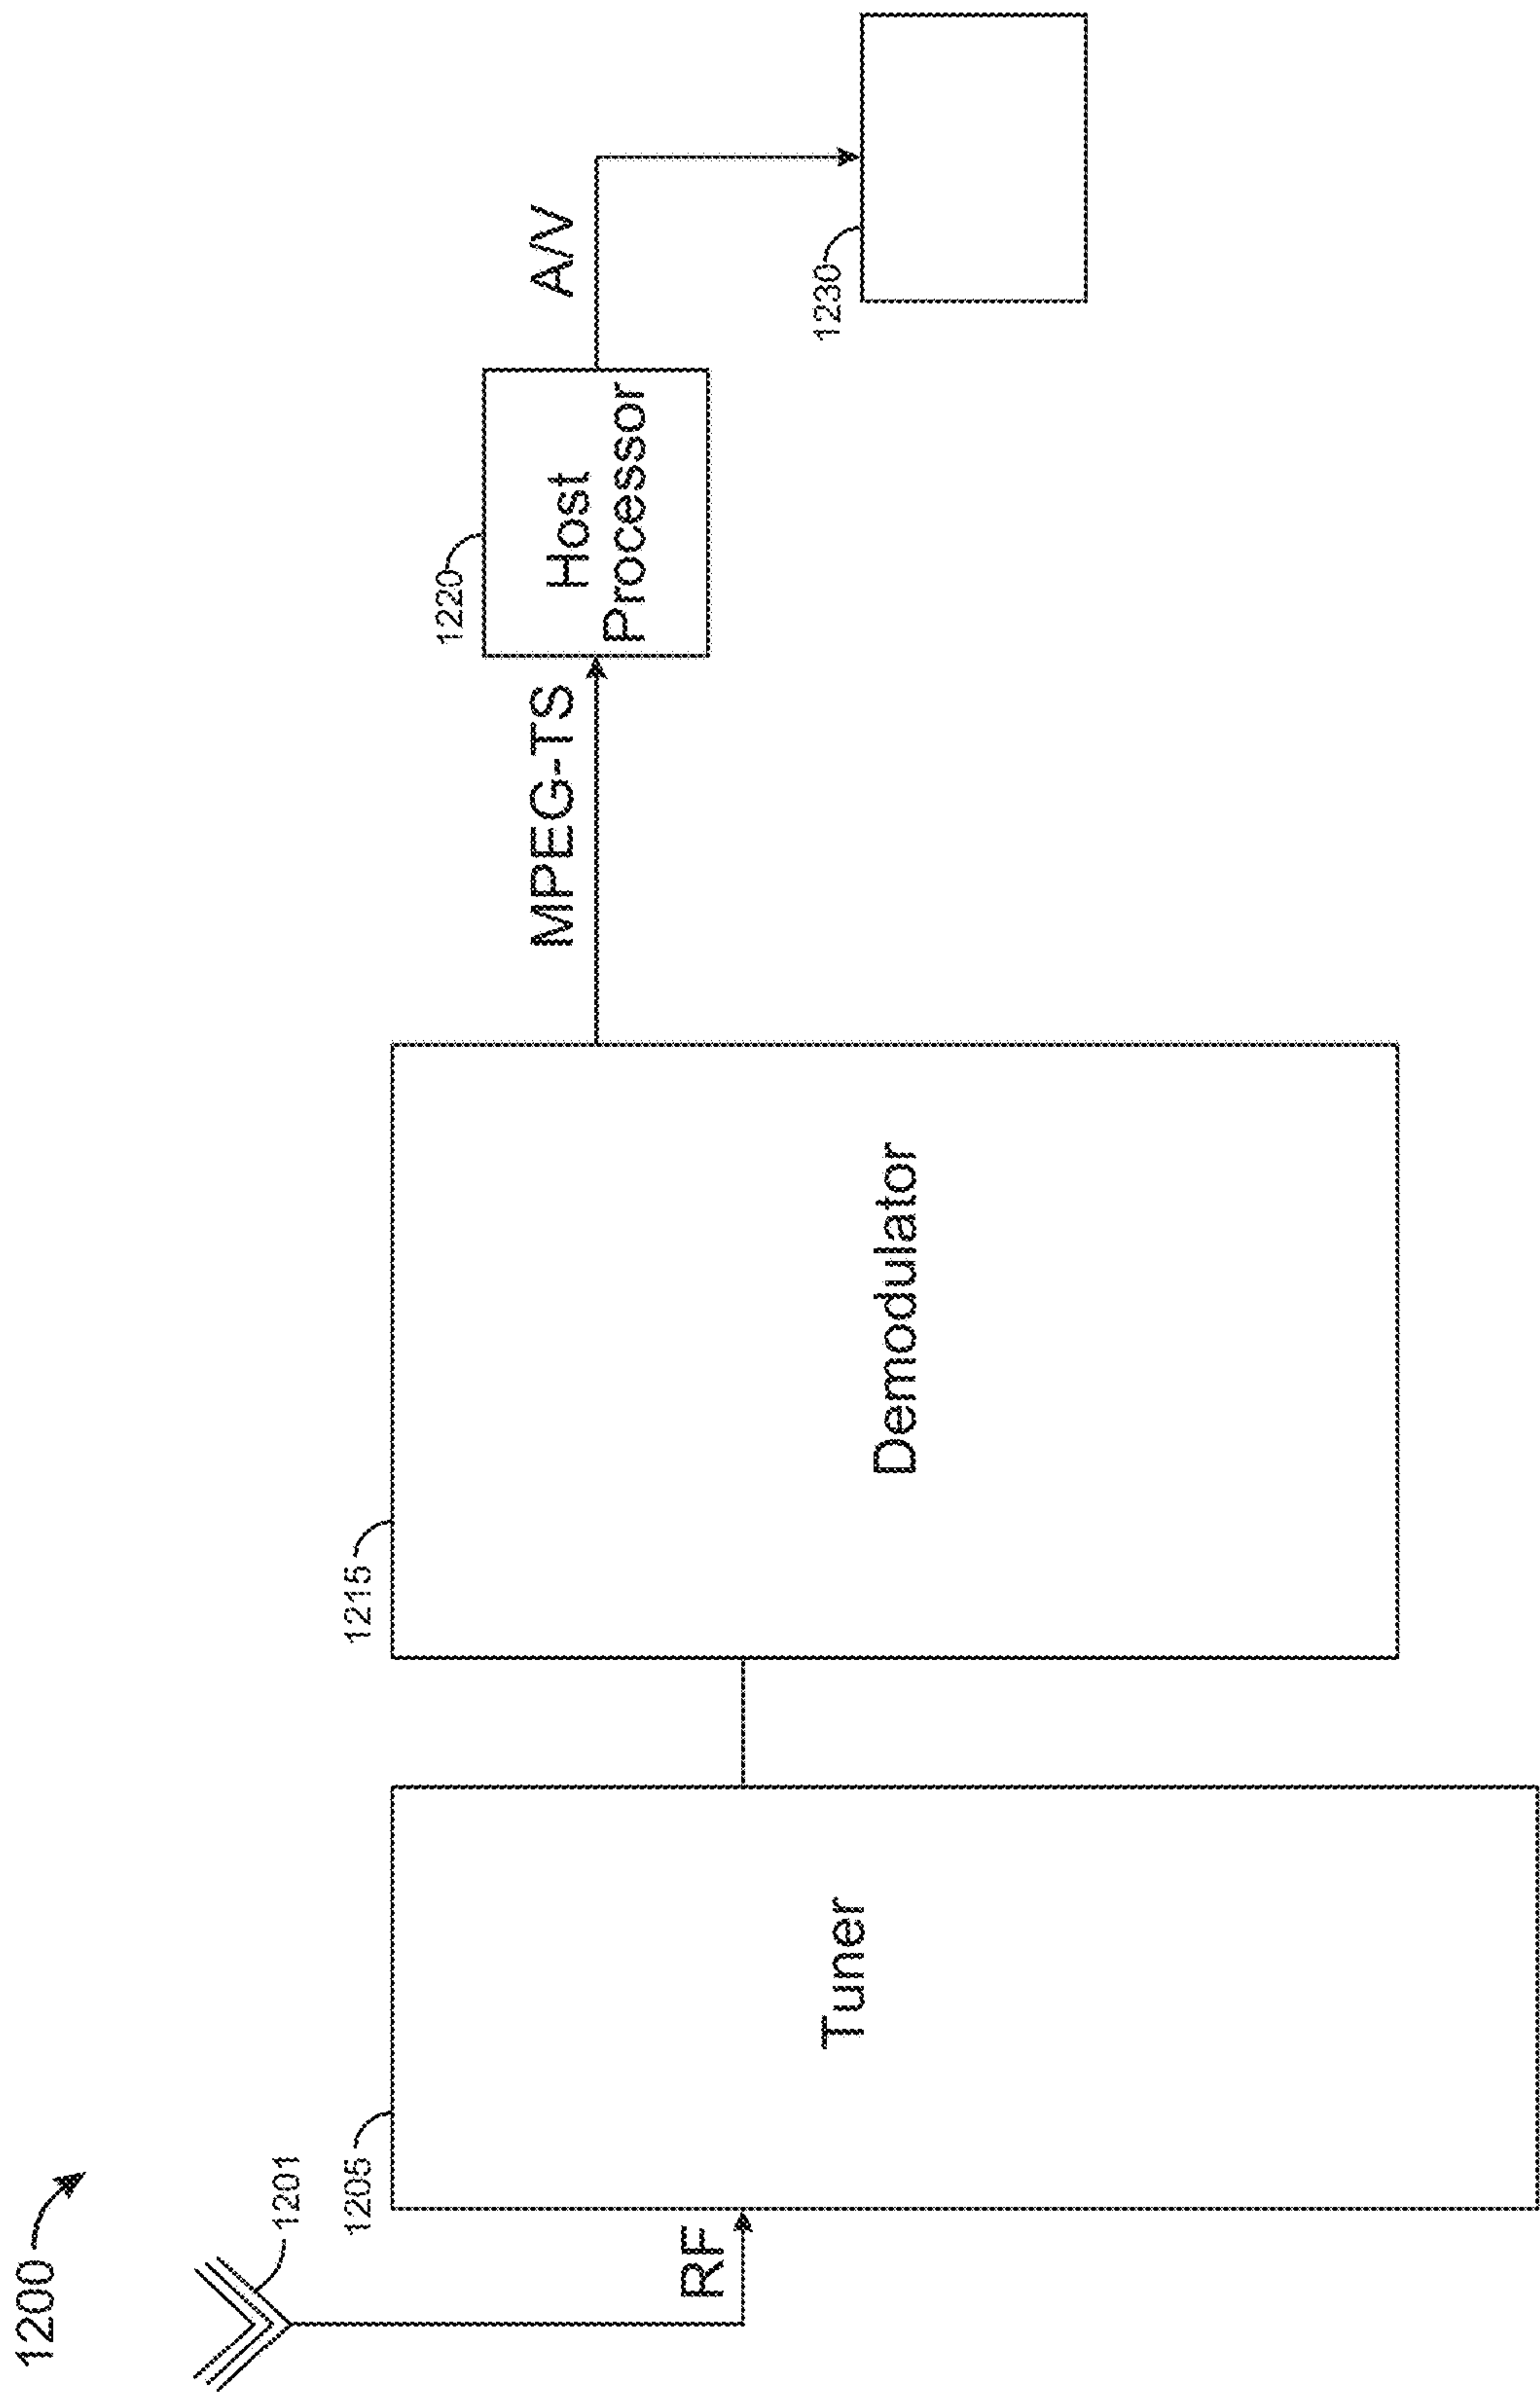 1200
1201
RF
1205
Tuner
1215
Demodulator
MPEG-TS
1220
Host
Processor
A/V
1230